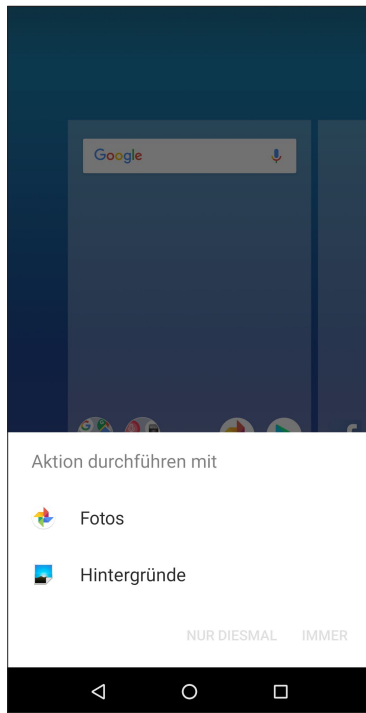 Google
Aktion durchführen mit
Fotos
Hintergründe
NUR DIESMAL IMMER